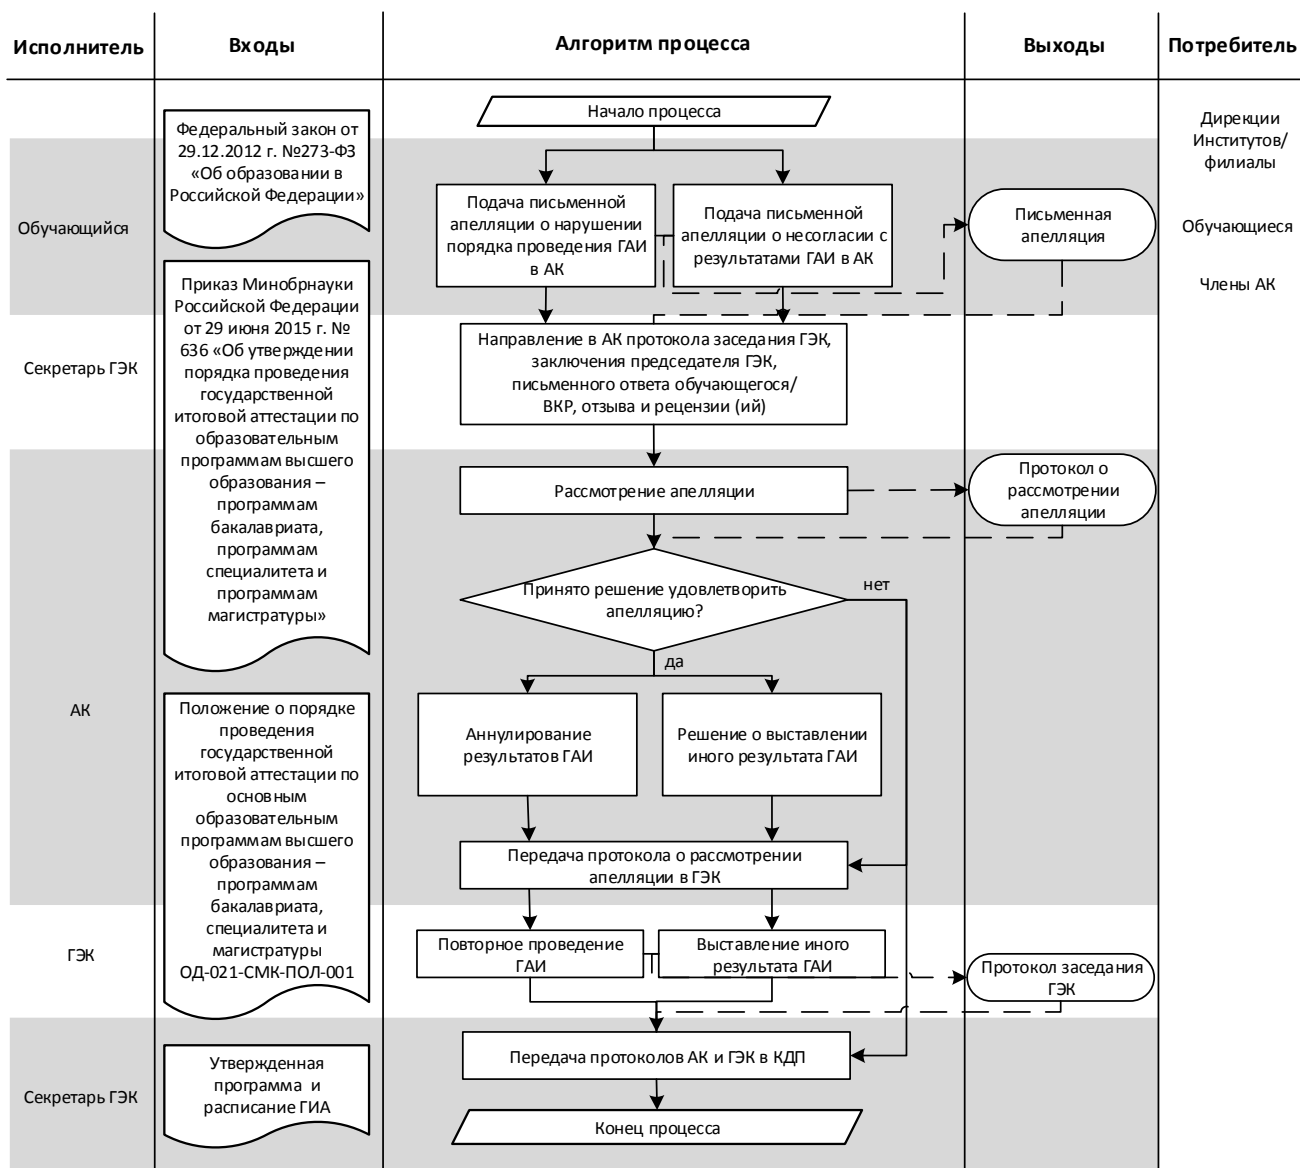 Исполнитель
Входы
Алгоритм процесса
Выходы
Потребитель
Обучающийся
Секретарь ГЭК
АК
ГЭК
Секретарь ГЭК
Федеральный закон от
29.12.2012 г. №273-ФЗ
«Об образовании в
Российской Федерации»
Приказ Минобрнауки
Российской Федерации
от 29 июня 2015 г. №
636 «Об утверждении
порядка проведения
государственной
итоговой аттестации по
образовательным
программам высшего
образования –
программам
бакалавриата,
программам
специалитета и
программам
магистратуры»
Положение о порядке
проведения
государственной
итоговой аттестации по
основным
образовательным
программам высшего
образования –
программам
бакалавриата,
специалитета и
магистратуры
ОД-021-СМК-ПОЛ-001
Утвержденная
программа и
расписание ГИА
Начало процесса
Подача письменной
апелляции о нарушении
порядка проведения ГАИ
в АК
Подача письменной
апелляции о несогласии с
результатами ГАИ в АК
Направление в АК протокола заседания ГЭК,
заключения председателя ГЭК,
письменного ответа обучающегося/
ВКР, отзыва и рецензии (ий)
Рассмотрение апелляции
Принято решение удовлетворить
апелляцию?
нет
да
Аннулирование
результатов ГАИ
Решение о выставлении
иного результата ГАИ
Передача протокола о рассмотрении
апелляции в ГЭК
Повторное проведение
ГАИ
Выставление иного
результата ГАИ
Передача протоколов АК и ГЭК в КДП
Конец процесса
Письменная
апелляция
Протокол о
рассмотрении
апелляции
Протокол заседания
ГЭК
Дирекции
Институтов/
филиалы
Обучающиеся
Члены АК